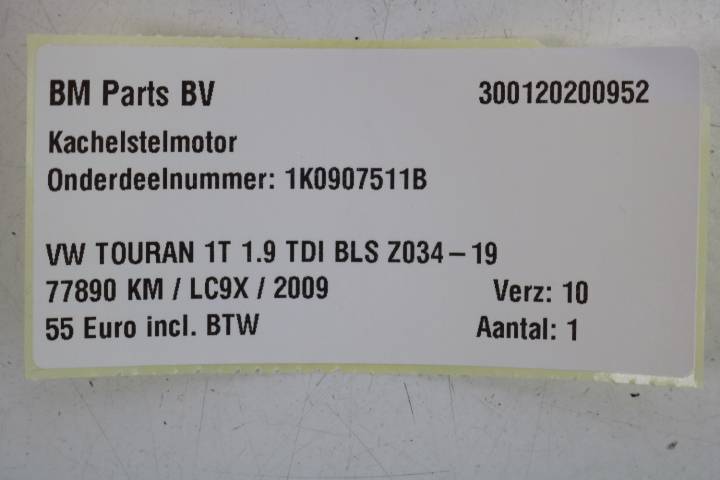 BM Parts BV 300120200952
Kachelstelmotor
Onderdeelnummer: 1K0907511B
VW TOURAN 1T 1.9 TDI BLS Z034-19
77890 KM / LC9X / 2009 Verz: 10
55 Euro incl. BTW Aantal: 1